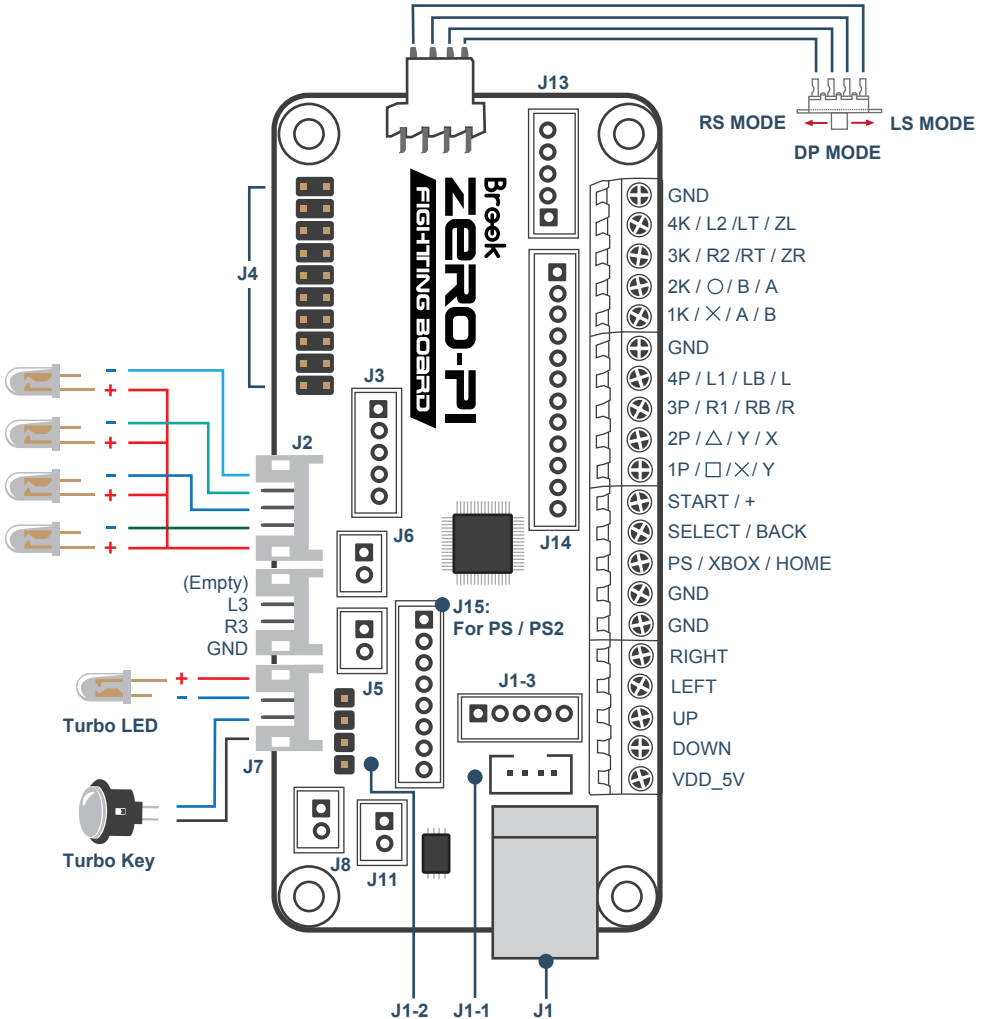 J13
RS MODE
LS MODE
DP MODE
Brook
ZERO-PI
FIGHTING BOARD
GND
4K / L2 /LT / ZL
3K / R2 /RT / ZR
2K / ○ / B / A
1K / ✕ / A / B
GND
4P / L1 / LB / L
3P / R1 / RB /R
2P / △ / Y / X
1P / □ / ✕ / Y
START / +
SELECT / BACK
PS / XBOX / HOME
GND
GND
RIGHT
LEFT
UP
DOWN
VDD_5V
J4
J3
J2
-
+
-
+
-
+
-
+
J6
J14
(Empty)
L3
R3
GND
J15:
For PS / PS2
J5
J1-3
+
-
Turbo LED
J7
Turbo Key
J8
J11
J1-2
J1-1
J1